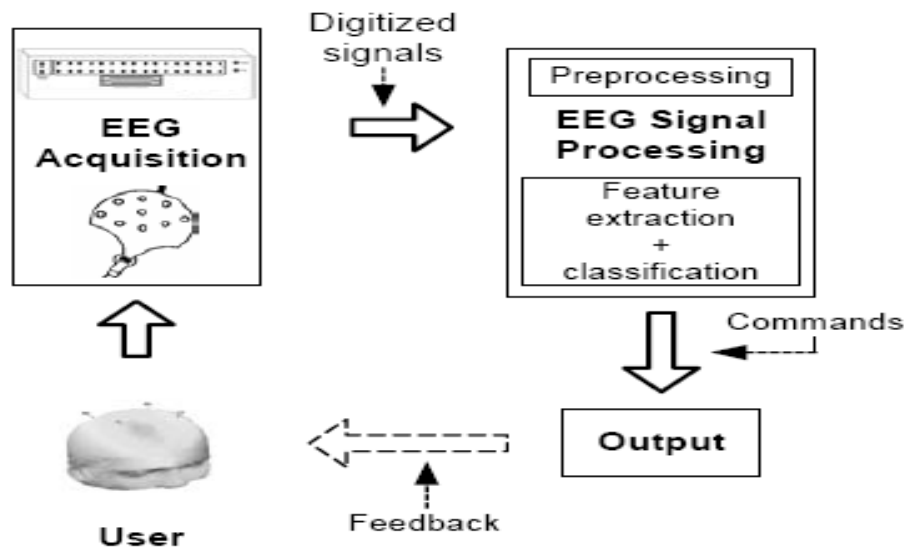 Digitized
signals
EEG
Acquisition
Preprocessing
EEG Signal
Processing
Feature
extraction
+
classification
Commands
Output
Feedback
User